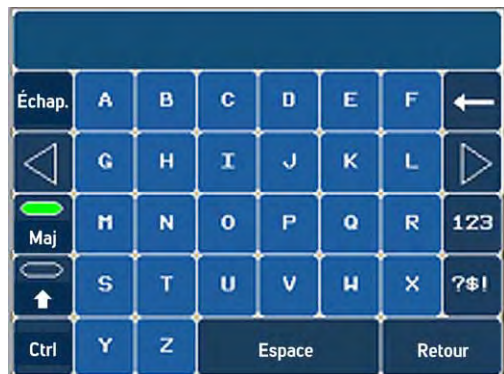 Échap. A B C D E F
G H I J K L
Maj M N O P Q R 123
S T U V W X ?$!
Ctrl Y Z Espace Retour